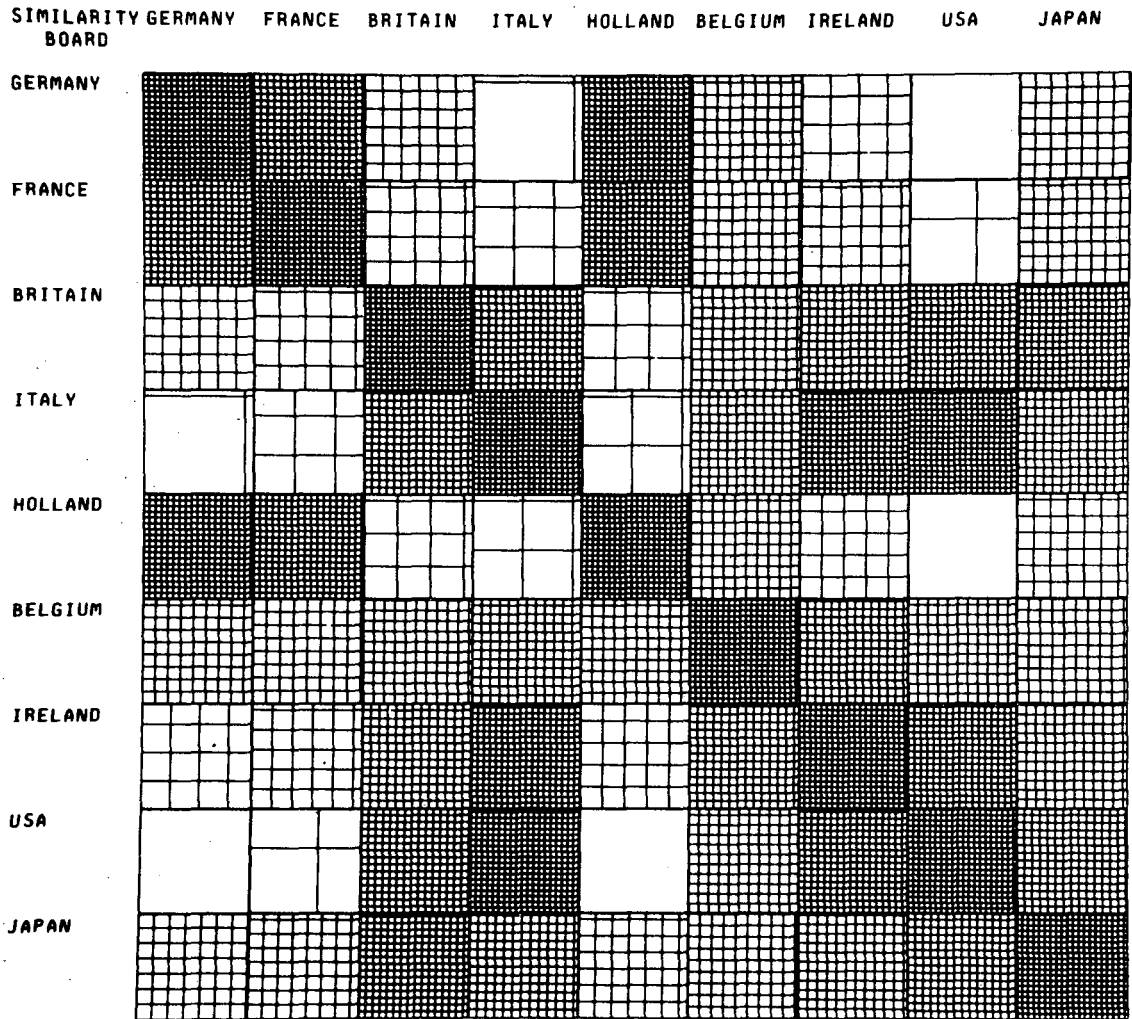 SIMILARITY GERMANY FRANCE BRITAIN ITALY HOLLAND BELGIUM IRELAND USA JAPAN
BOARD
GERMANY
FRANCE
BRITAIN
ITALY
HOLLAND
BELGIUM
IRELAND
USA
JAPAN